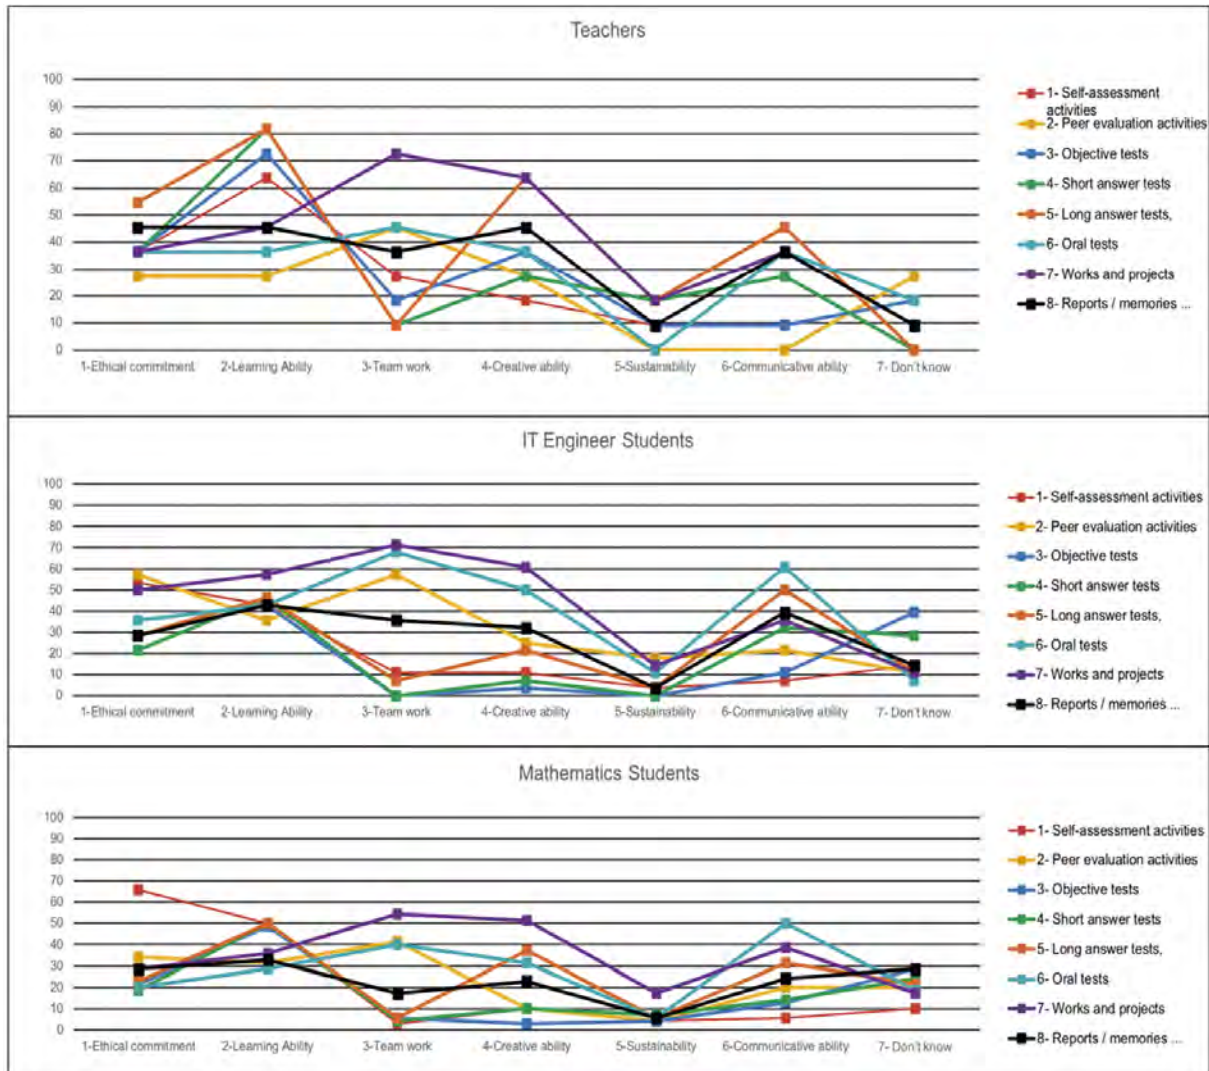 Teachers
100
90
80
70
60
50
40
30
20
10
0
1-Ethical commitment 2-Learning Ability 3-Team work 4-Creative ability 5-Sustainability 6-Communicative ability 7- Don't know
1- Self-assessment
activities
2- Peer evaluation activities
3- Objective tests
4- Short answer tests
5- Long answer tests,
6- Oral tests
7- Works and projects
8- Reports / memories ...
IT Engineer Students
100
90
80
70
60
50
40
30
20
10
0
1-Ethical commitment 2-Learning Ability 3-Team work 4-Creative ability 5-Sustainability 6-Communicative ability 7- Don't know
1- Self-assessment activities
2- Peer evaluation activities
3- Objective tests
4- Short answer tests
5- Long answer tests,
6- Oral tests
7- Works and projects
8- Reports / memories ...
Mathematics Students
100
90
80
70
60
50
40
30
20
10
0
1-Ethical commitment 2-Learning Ability 3-Team work 4-Creative ability 5-Sustainability 6-Communicative ability 7- Don't know
1- Self-assessment activities
2- Peer evaluation activities
3- Objective tests
4- Short answer tests
5- Long answer tests,
6- Oral tests
7- Works and projects
8- Reports / memories ...